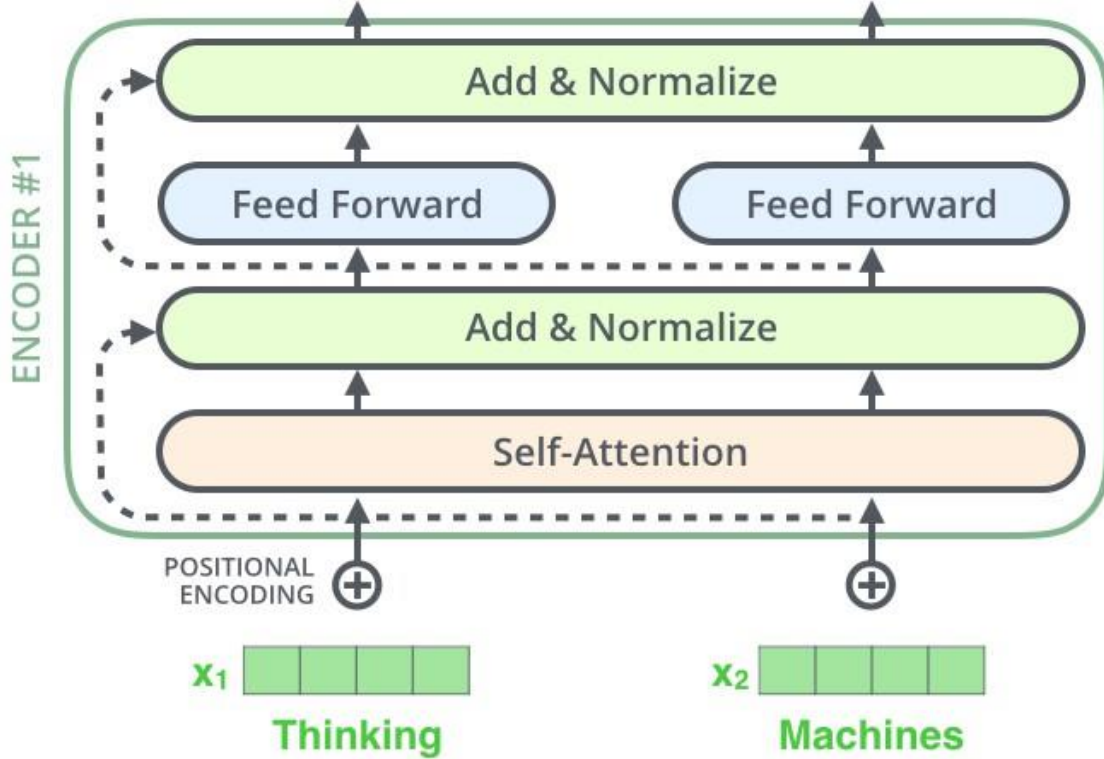 Add & Normalize
Feed Forward
Feed Forward
Add & Normalize
Self-Attention
ENCODER #1
POSITIONAL
ENCODING
x₁
x₂
Thinking
Machines